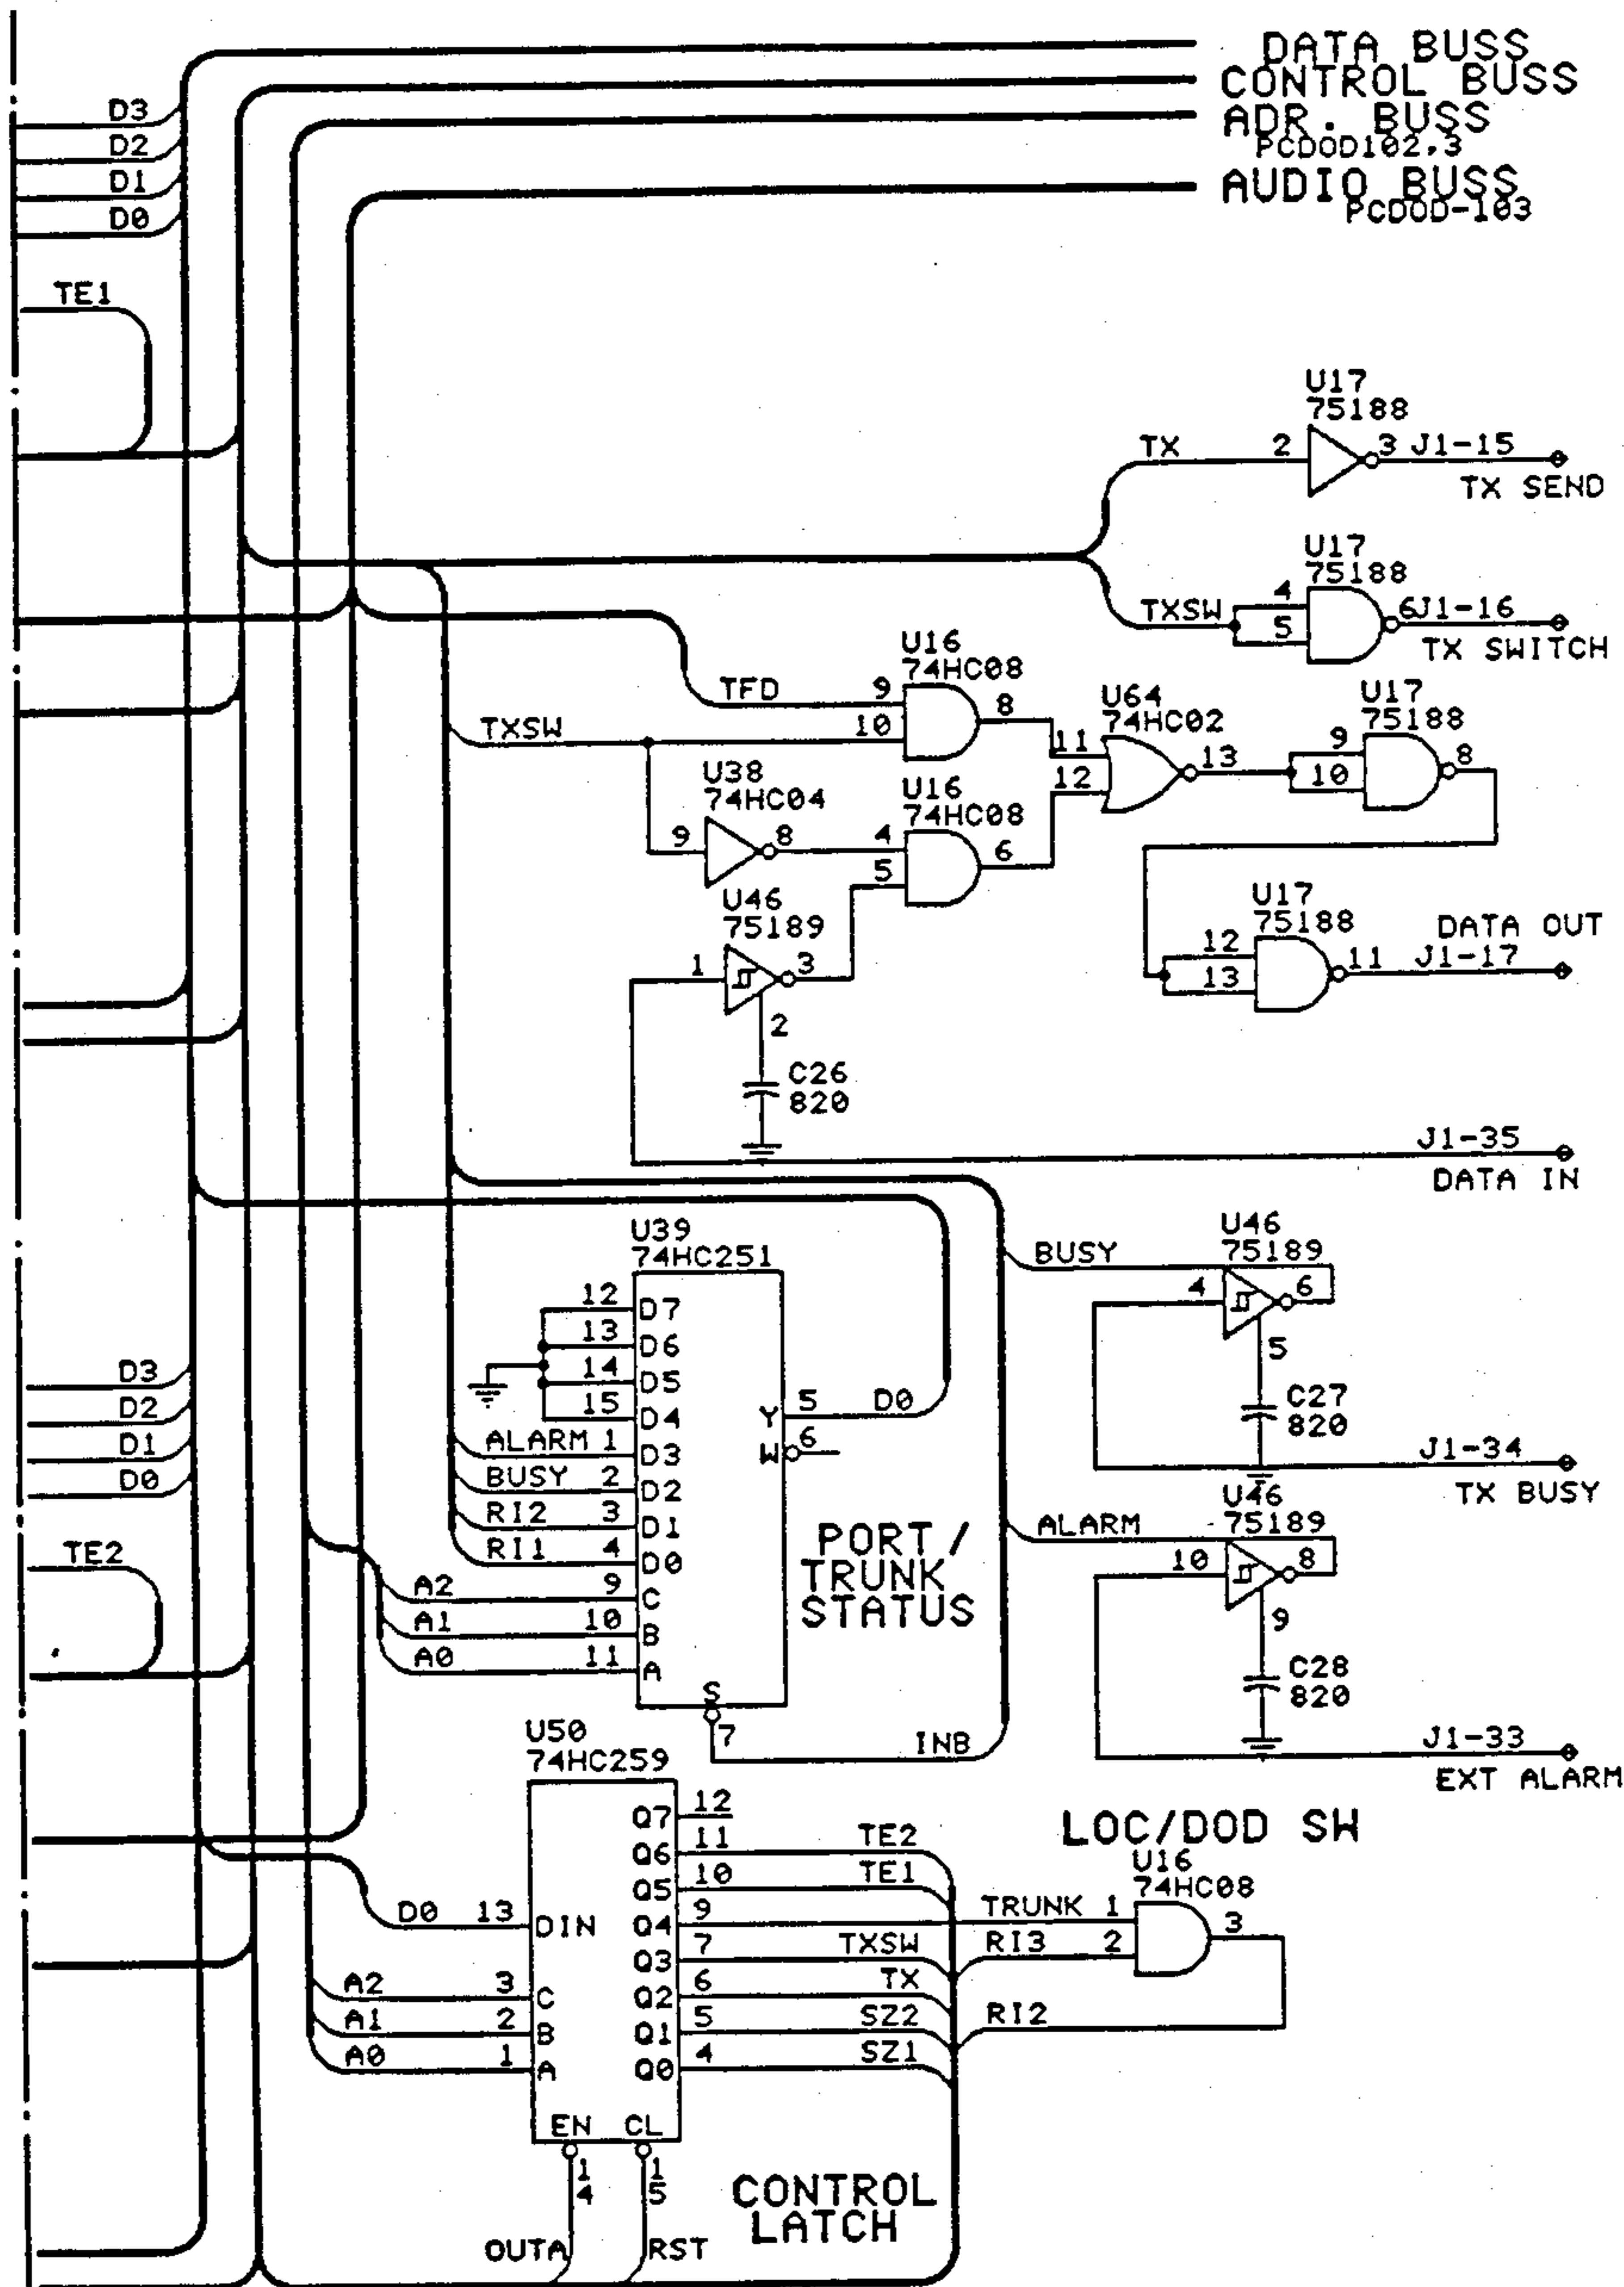 DATA BUSS
CONTROL BUSS
ADR. BUSS
PCDOD102,3
AUDIO BUSS
PCDOD-103
D3
D2
D1
D0
TE1
U17
75188
TX 2 3 J1-15
TX SEND
U17
75188
TXSW 4 5 6 J1-16
TX SWITCH
U16
74HC08
TFD 9 8
TXSW 10
U64
74HC02
11 12 13
U17
75188
9 10 8
U38
74HC04
9 8
U16
74HC08
4 5 6
U46
75189
1 3
2
C26
820
U17
75188
12 13 11
DATA OUT
J1-17
J1-35
DATA IN
U39
74HC251
12 D7
13 D6
14 D5
15 D4
ALARM 1 D3
BUSY 2 D2
RI2 3 D1
RI1 4 D0
A2 9 C
A1 10 B
A0 11 A
Y 5 D0
W 6
S
7 INB
PORT/
TRUNK
STATUS
U46
75189
BUSY
4 6
5
C27
820
J1-34
TX BUSY
U46
75189
ALARM
10 8
9
C28
820
J1-33
EXT ALARM
D3
D2
D1
D0
TE2
U50
74HC259
D0 13 DIN
A2 3 C
A1 2 B
A0 1 A
Q7 12
Q6 11 TE2
Q5 10 TE1
Q4 9 TRUNK 1
Q3 7 TXSW
Q2 6 TX
Q1 5 SZ2
Q0 4 SZ1
EN CL
14 15
OUTA RST
CONTROL
LATCH
LOC/DOD SW
U16
74HC08
RI3 2 3
RI2